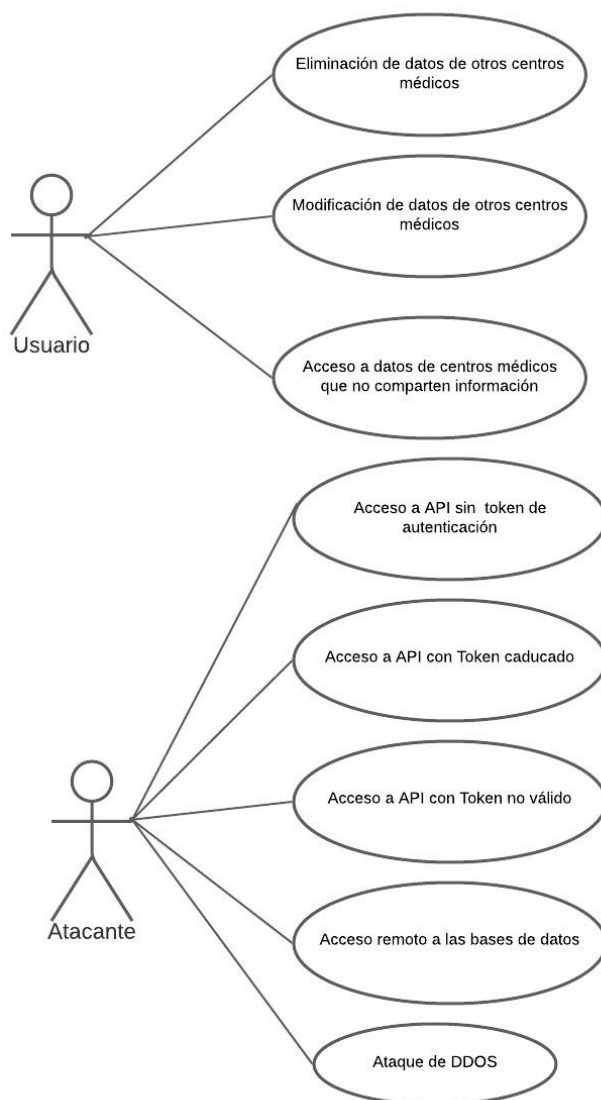 Eliminación de datos de otros centros
médicos
Modificación de datos de otros centros
médicos
Usuario
Acceso a datos de centros médicos
que no comparten información
Acceso a API sin token de
autenticación
Acceso a API con Token caducado
Acceso a API con Token no válido
Atacante
Acceso remoto a las bases de datos
Ataque de DDOS